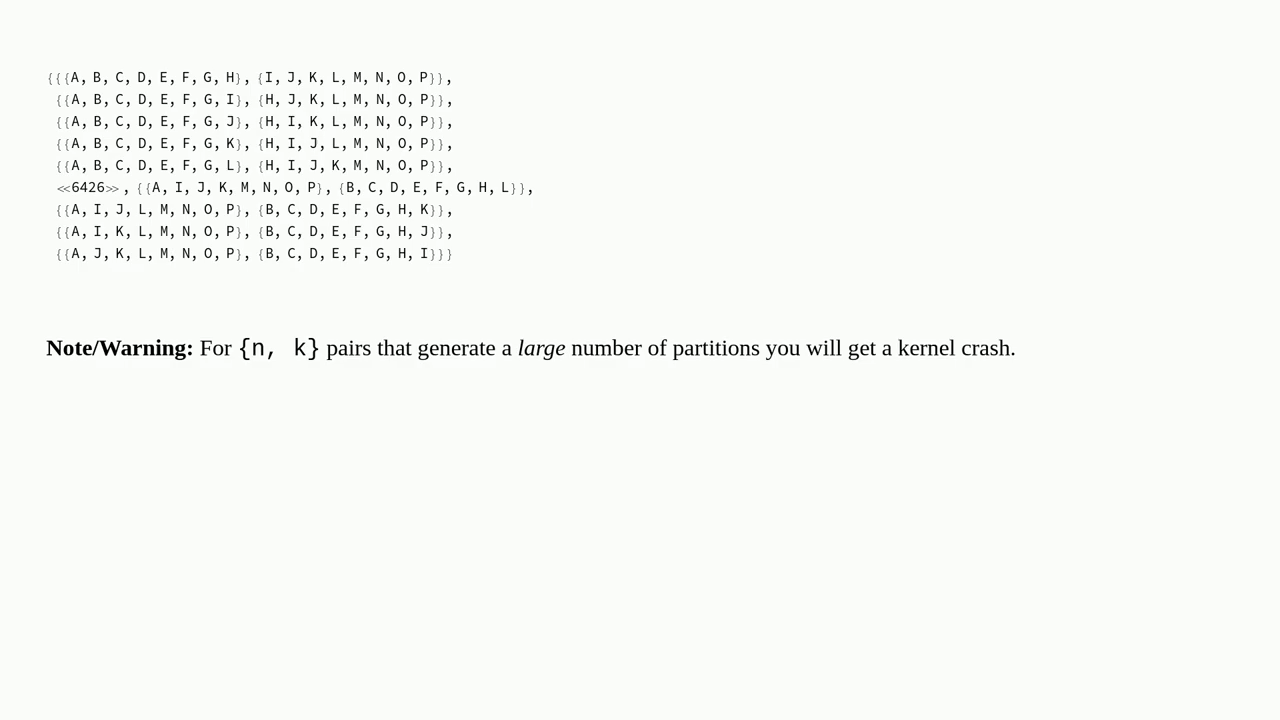 {{{A, B, C, D, E, F, G, H}, {I, J, K, L, M, N, O, P}},
{{A, B, C, D, E, F, G, I}, {H, J, K, L, M, N, O, P}},
{{A, B, C, D, E, F, G, J}, {H, I, K, L, M, N, O, P}},
{{A, B, C, D, E, F, G, K}, {H, I, J, L, M, N, O, P}},
{{A, B, C, D, E, F, G, L}, {H, I, J, K, M, N, O, P}},
<<6426>>, {{A, I, J, K, M, N, O, P}, {B, C, D, E, F, G, H, L}},
{{A, I, J, L, M, N, O, P}, {B, C, D, E, F, G, H, K}},
{{A, I, K, L, M, N, O, P}, {B, C, D, E, F, G, H, J}},
{{A, J, K, L, M, N, O, P}, {B, C, D, E, F, G, H, I}}}
Note/Warning: For {n, k} pairs that generate a large number of partitions you will get a kernel crash.